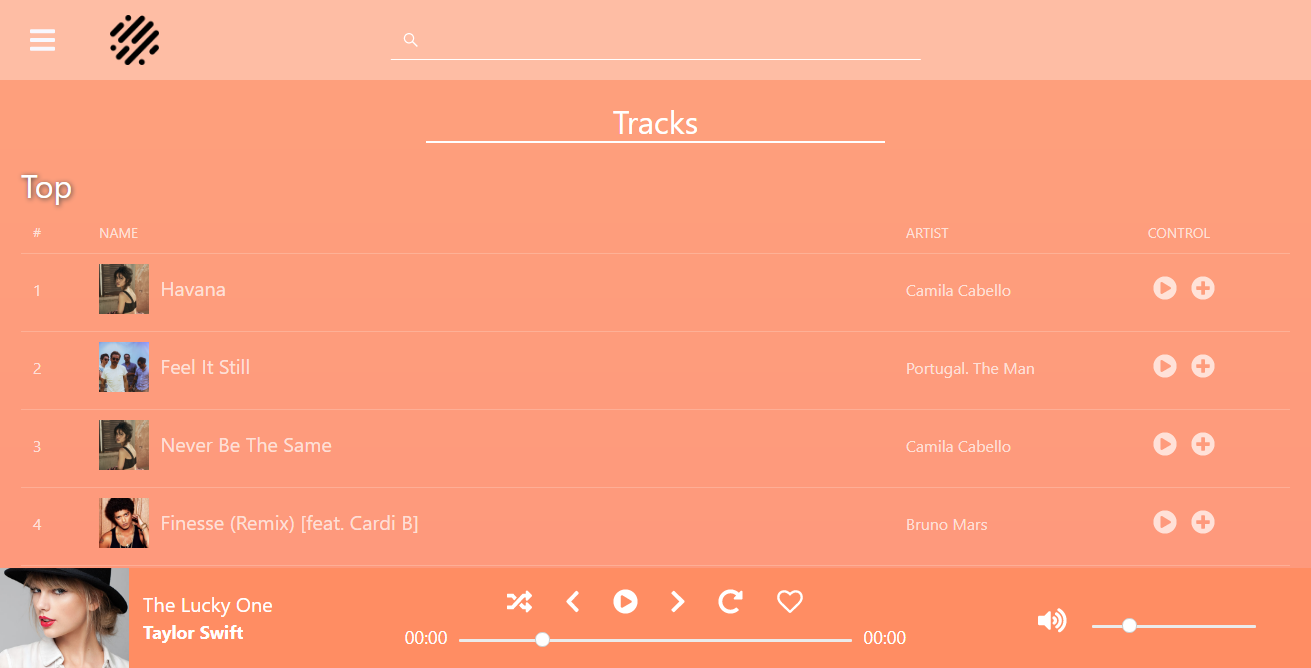 Tracks
Top
# NAME ARTIST CONTROL
1 Havana Camila Cabello
2 Feel It Still Portugal. The Man
3 Never Be The Same Camila Cabello
4 Finesse (Remix) [feat. Cardi B] Bruno Mars
The Lucky One
Taylor Swift
00:00 00:00